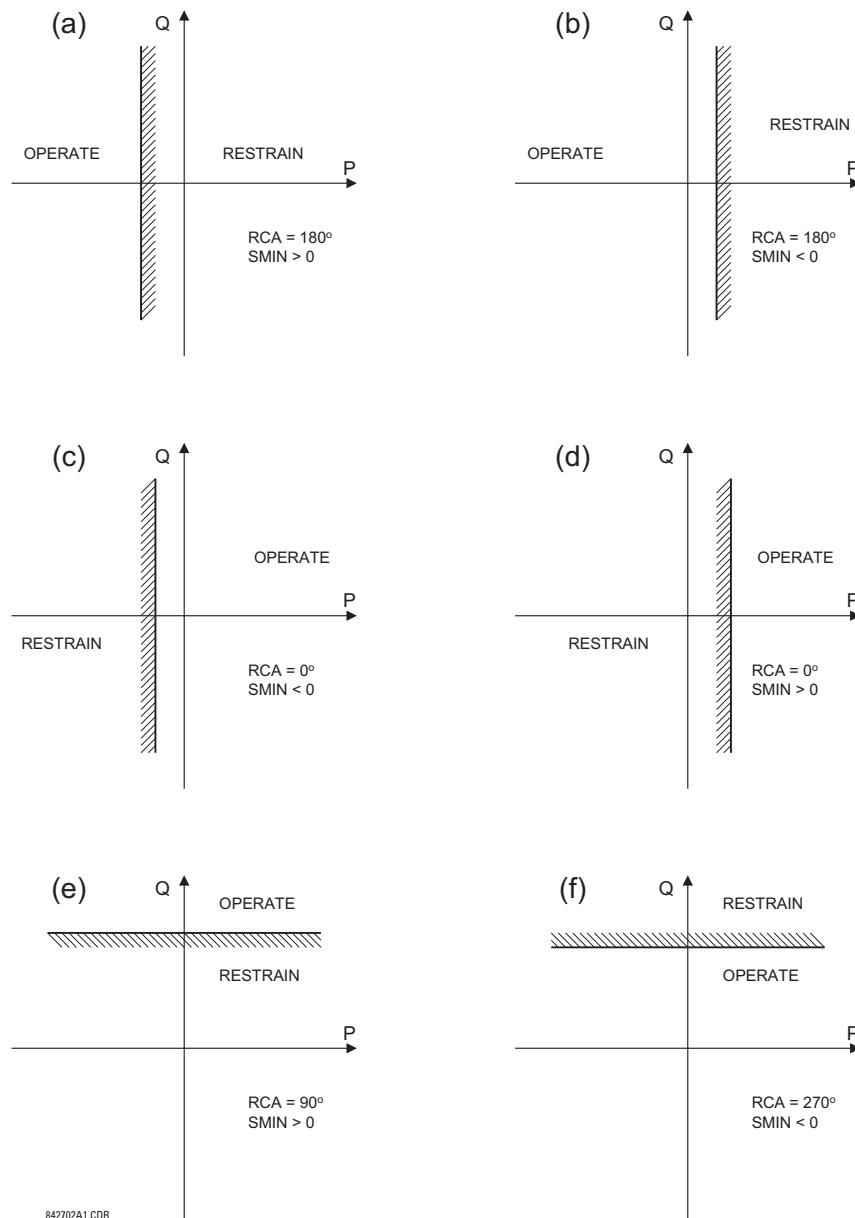 (a)
Q
OPERATE
RESTRAIN
P
RCA = 180º
SMIN > 0
(b)
Q
OPERATE
RESTRAIN
P
RCA = 180º
SMIN < 0
(c)
Q
OPERATE
P
RESTRAIN
RCA = 0º
SMIN < 0
(d)
Q
OPERATE
P
RESTRAIN
RCA = 0º
SMIN > 0
(e)
Q
OPERATE
RESTRAIN
P
RCA = 90º
SMIN > 0
(f)
Q
RESTRAIN
OPERATE
P
RCA = 270º
SMIN < 0
842702A1.CDR